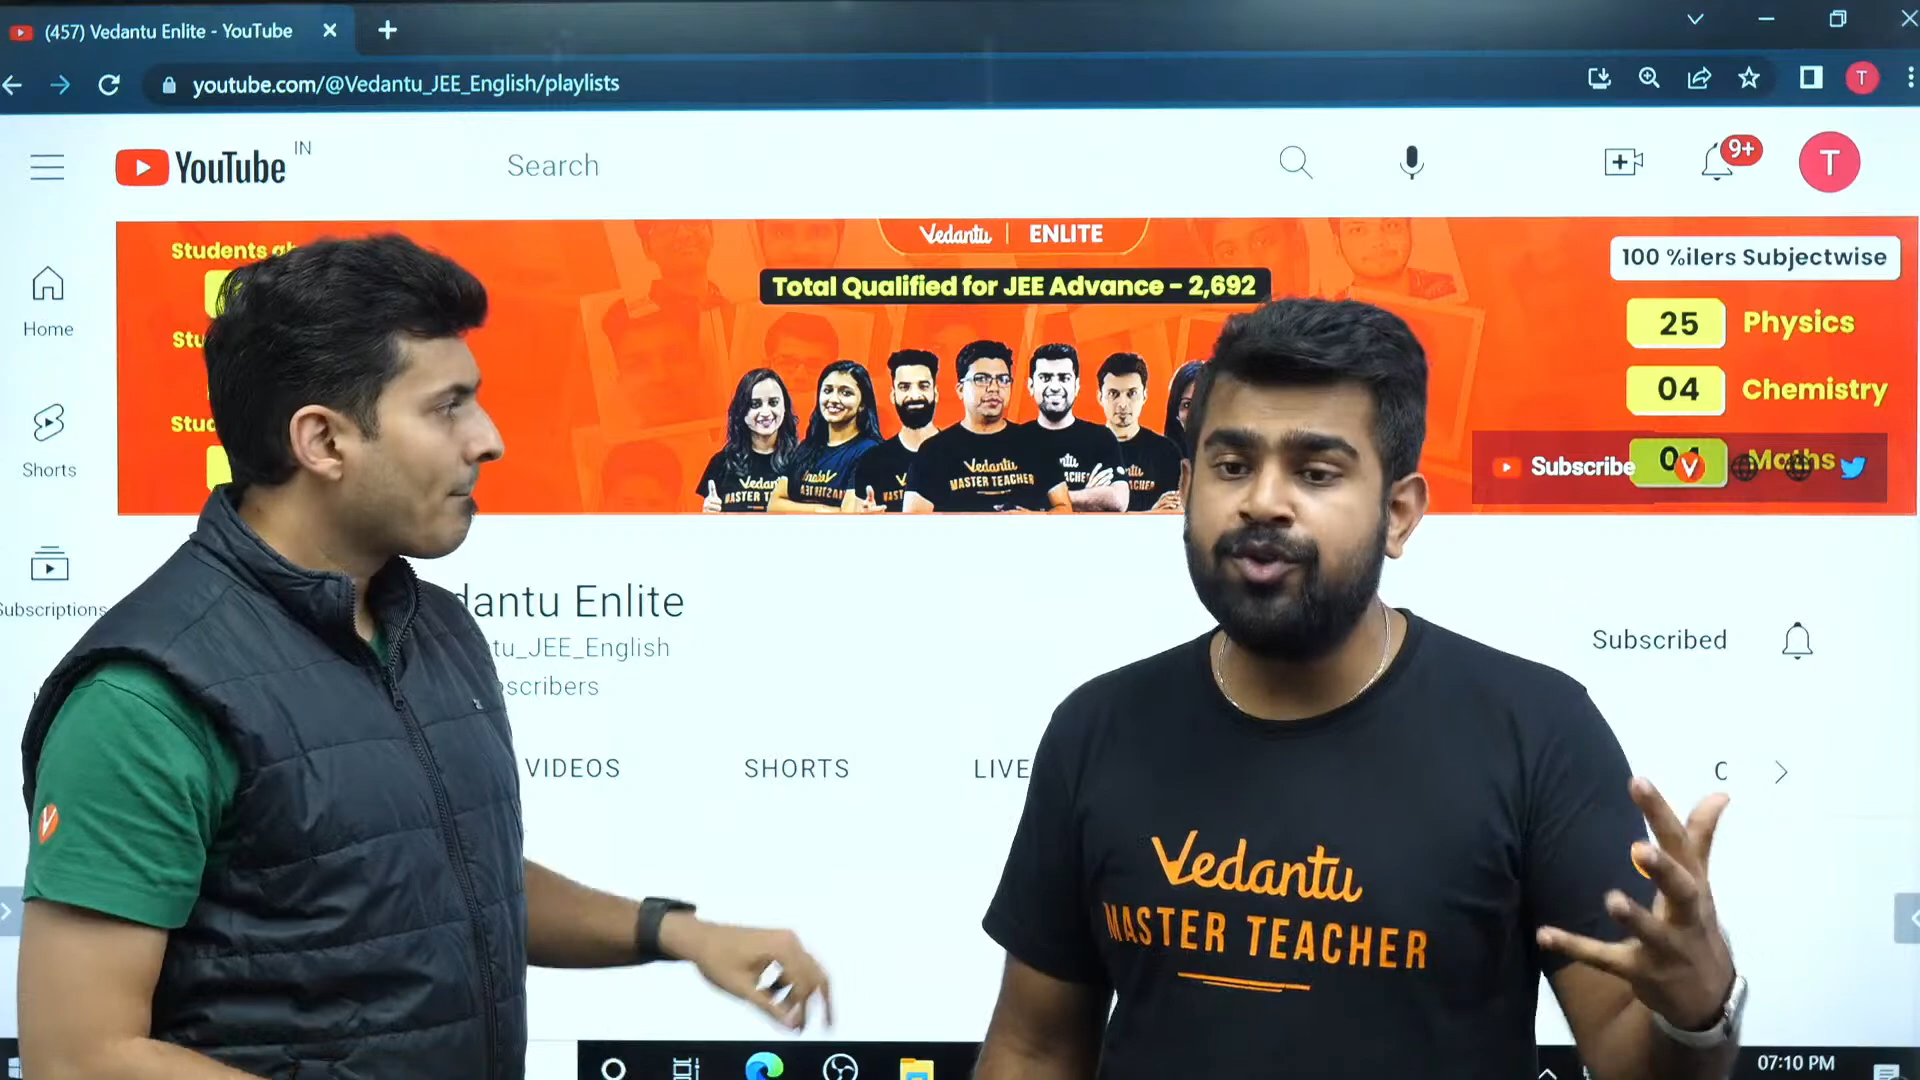 (457) Vedantu Enlite - YouTube
youtube.com/@Vedantu_JEE_English/playlists
T
YouTube IN
Search
9+
T
Vedantu | ENLITE
Students
Total Qualified for JEE Advance - 2,692
100 %ilers Subjectwise
25 Physics
04 Chemistry
Maths
Subscribe
MASTER TEACHER
Home
Shorts
Subscriptions
dantu Enlite
tu_JEE_English
scribers
Subscribed
VIDEOS
SHORTS
LIVE
C
Vedantu
MASTER TEACHER
07:10 PM